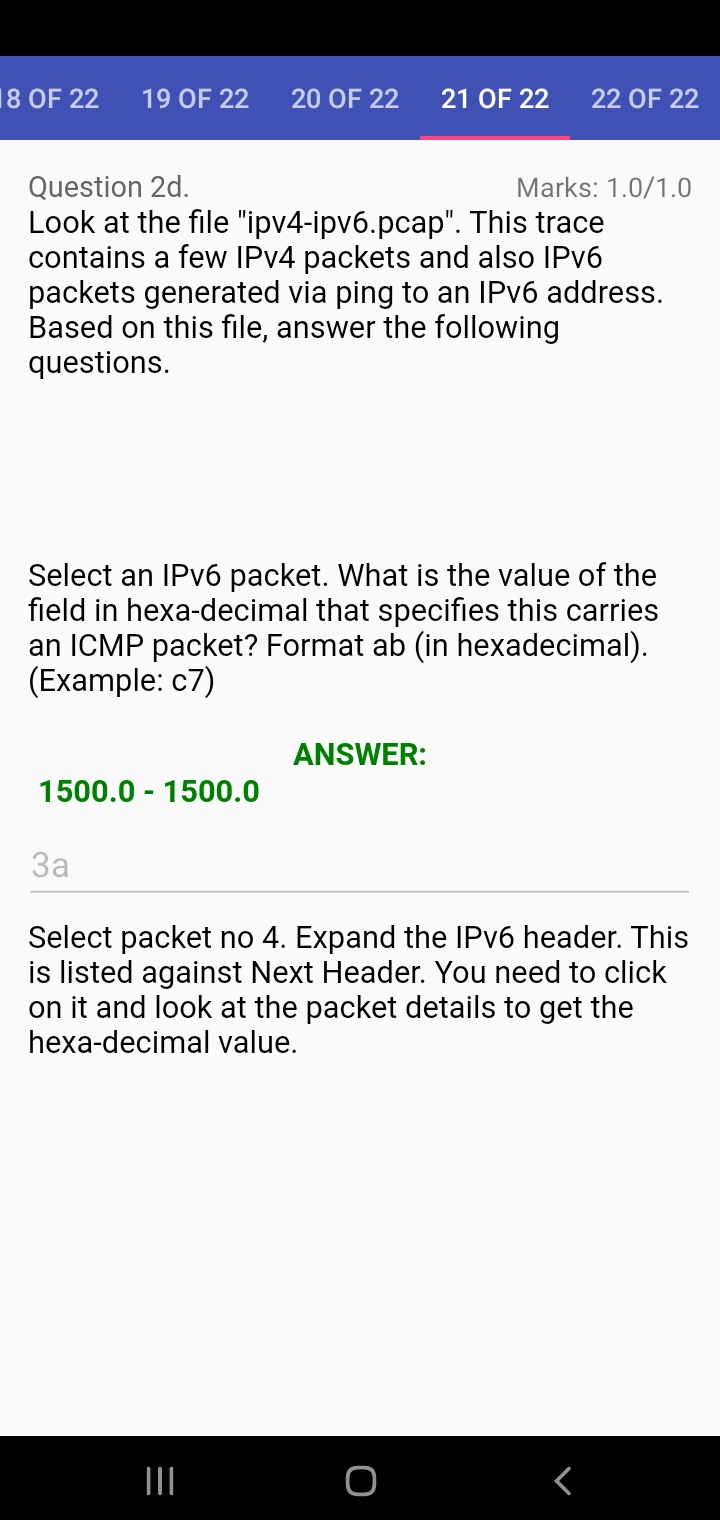 18 OF 22 19 OF 22 20 OF 22 21 OF 22 22 OF 22
Question 2d. Marks: 1.0/1.0
Look at the file "ipv4-ipv6.pcap". This trace
contains a few IPv4 packets and also IPv6
packets generated via ping to an IPv6 address.
Based on this file, answer the following
questions.
Select an IPv6 packet. What is the value of the
field in hexa-decimal that specifies this carries
an ICMP packet? Format ab (in hexadecimal).
(Example: c7)
ANSWER:
1500.0 - 1500.0
3a
Select packet no 4. Expand the IPv6 header. This
is listed against Next Header. You need to click
on it and look at the packet details to get the
hexa-decimal value.